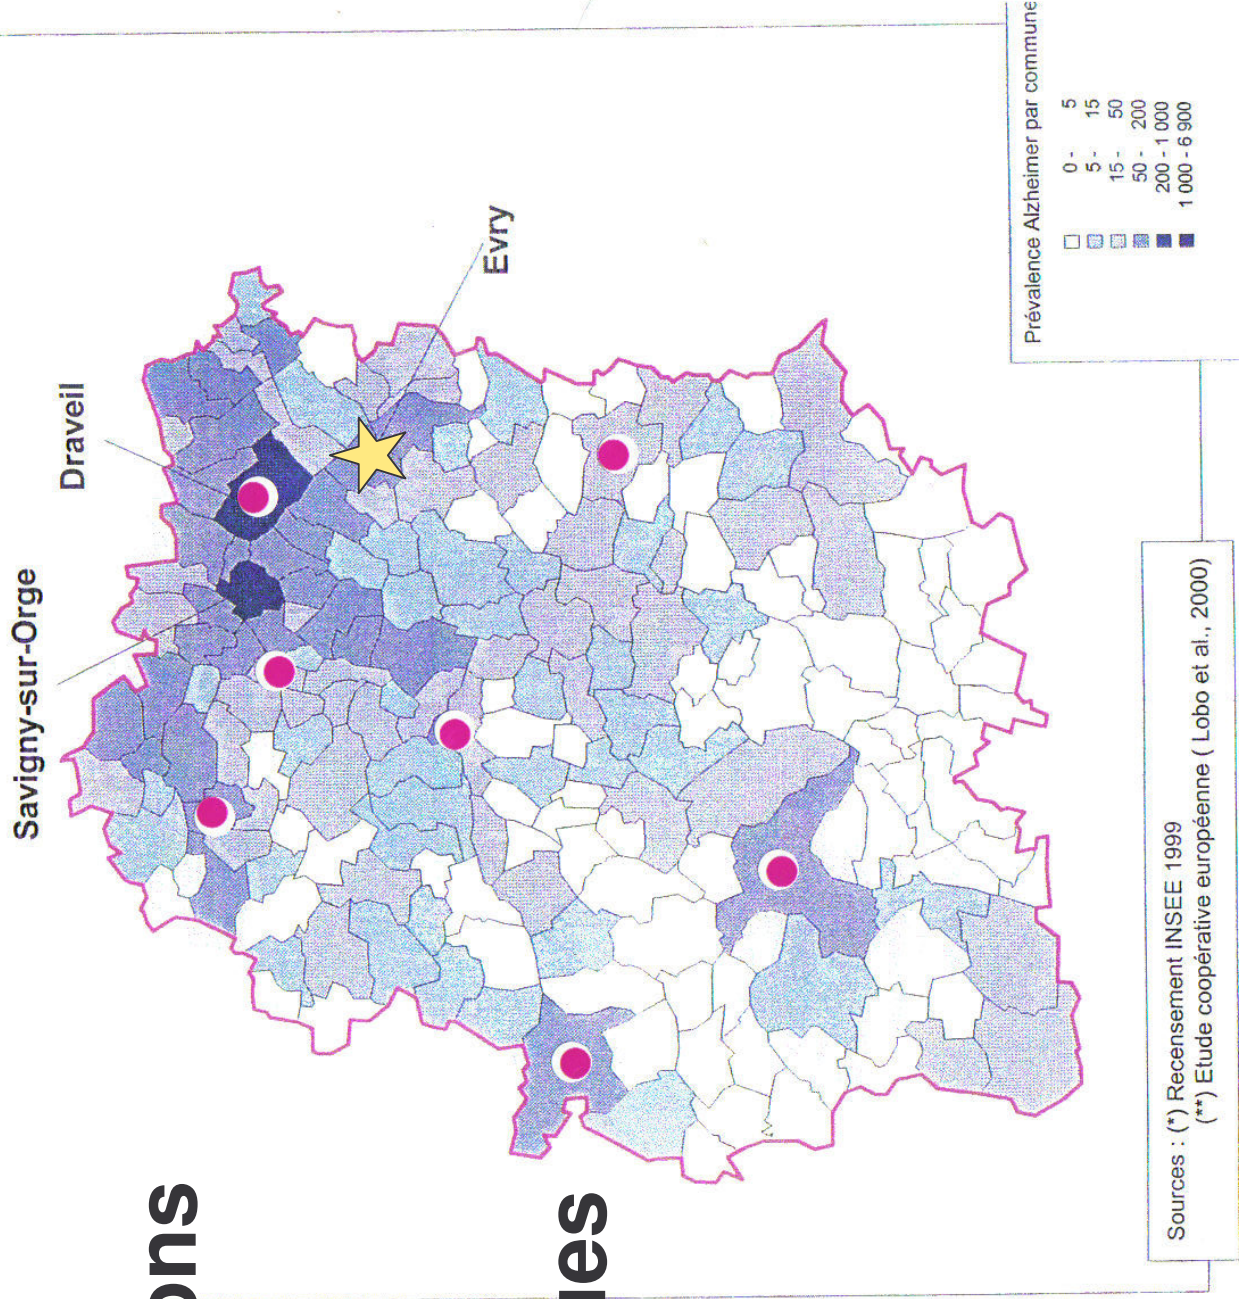 Savigny-sur-Orge
Draveil
Evry
Prévalence Alzheimer par commune
0 - 5
5 - 15
15 - 50
50 - 200
200 - 1 000
1 000 - 6 900
Sources : (*) Recensement INSEE 1999
(**) Etude coopérative européenne ( Lobo et al., 2000)
ons
ues